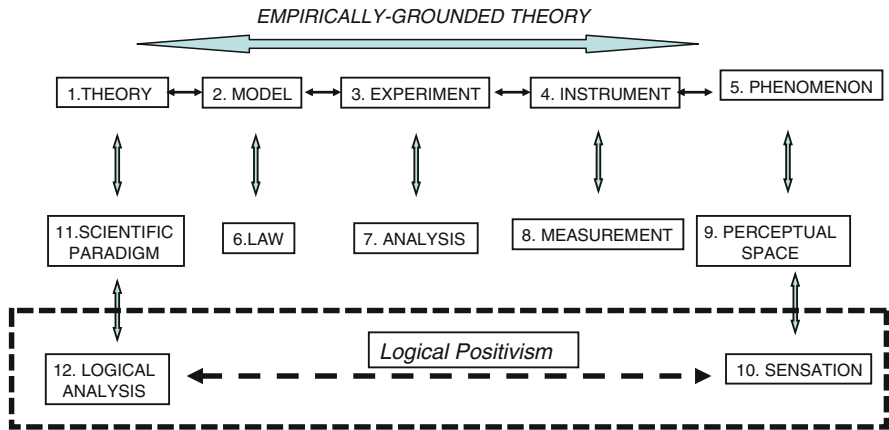 EMPIRICALLY-GROUNDED THEORY
1.THEORY
2. MODEL
3. EXPERIMENT
4. INSTRUMENT
5. PHENOMENON
11.SCIENTIFIC
PARADIGM
6.LAW
7. ANALYSIS
8. MEASUREMENT
9. PERCEPTUAL
SPACE
Logical Positivism
12. LOGICAL
ANALYSIS
10. SENSATION